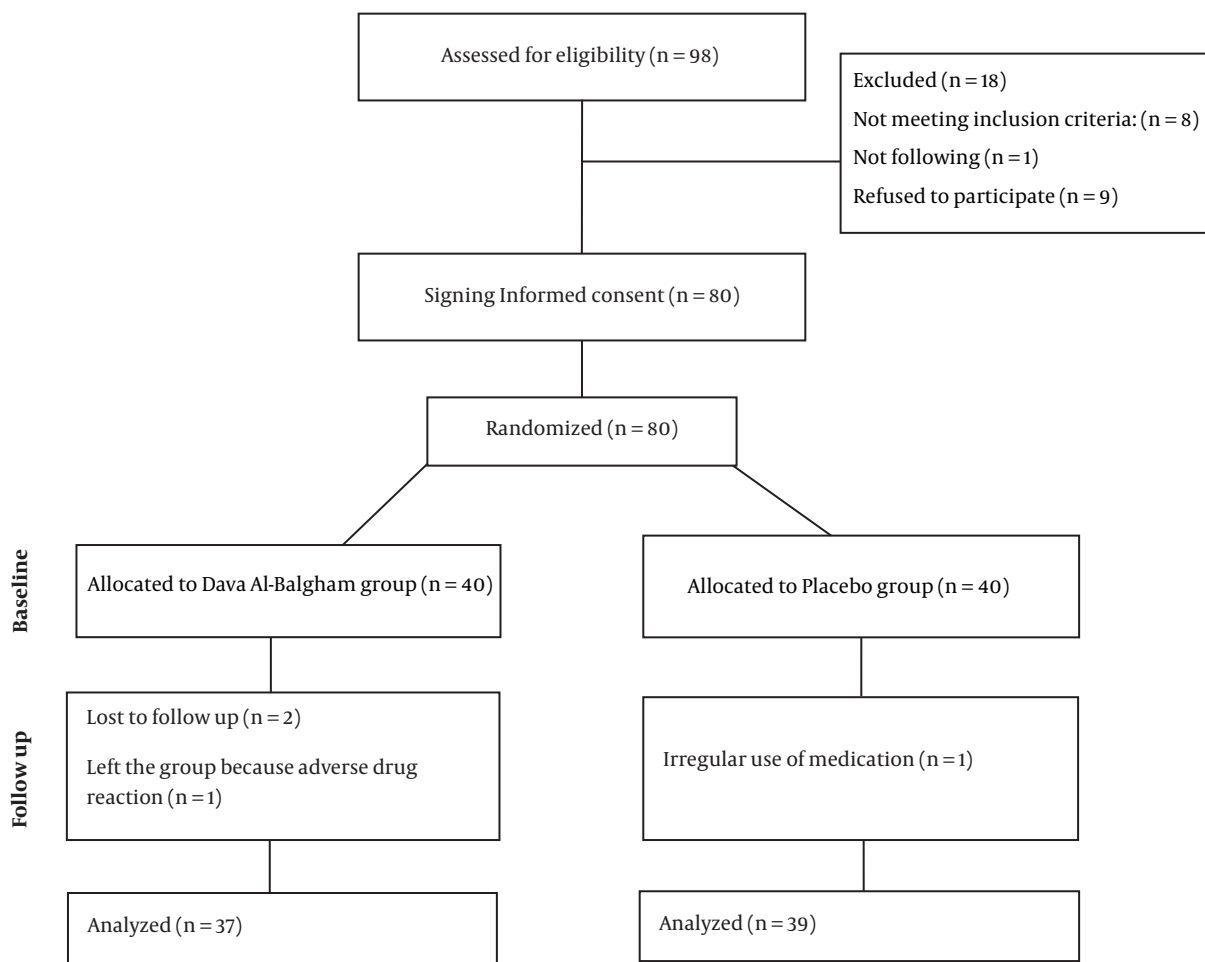 Assessed for eligibility (n = 98)
Excluded (n = 18)
Not meeting inclusion criteria: (n = 8)
Not following (n = 1)
Refused to participate (n = 9)
Signing Informed consent (n = 80)
Randomized (n = 80)
Baseline
Allocated to Dava Al-Balgham group (n = 40)
Allocated to Placebo group (n = 40)
Follow up
Lost to follow up (n = 2)
Left the group because adverse drug
reaction (n = 1)
Irregular use of medication (n = 1)
Analyzed (n = 37)
Analyzed (n = 39)